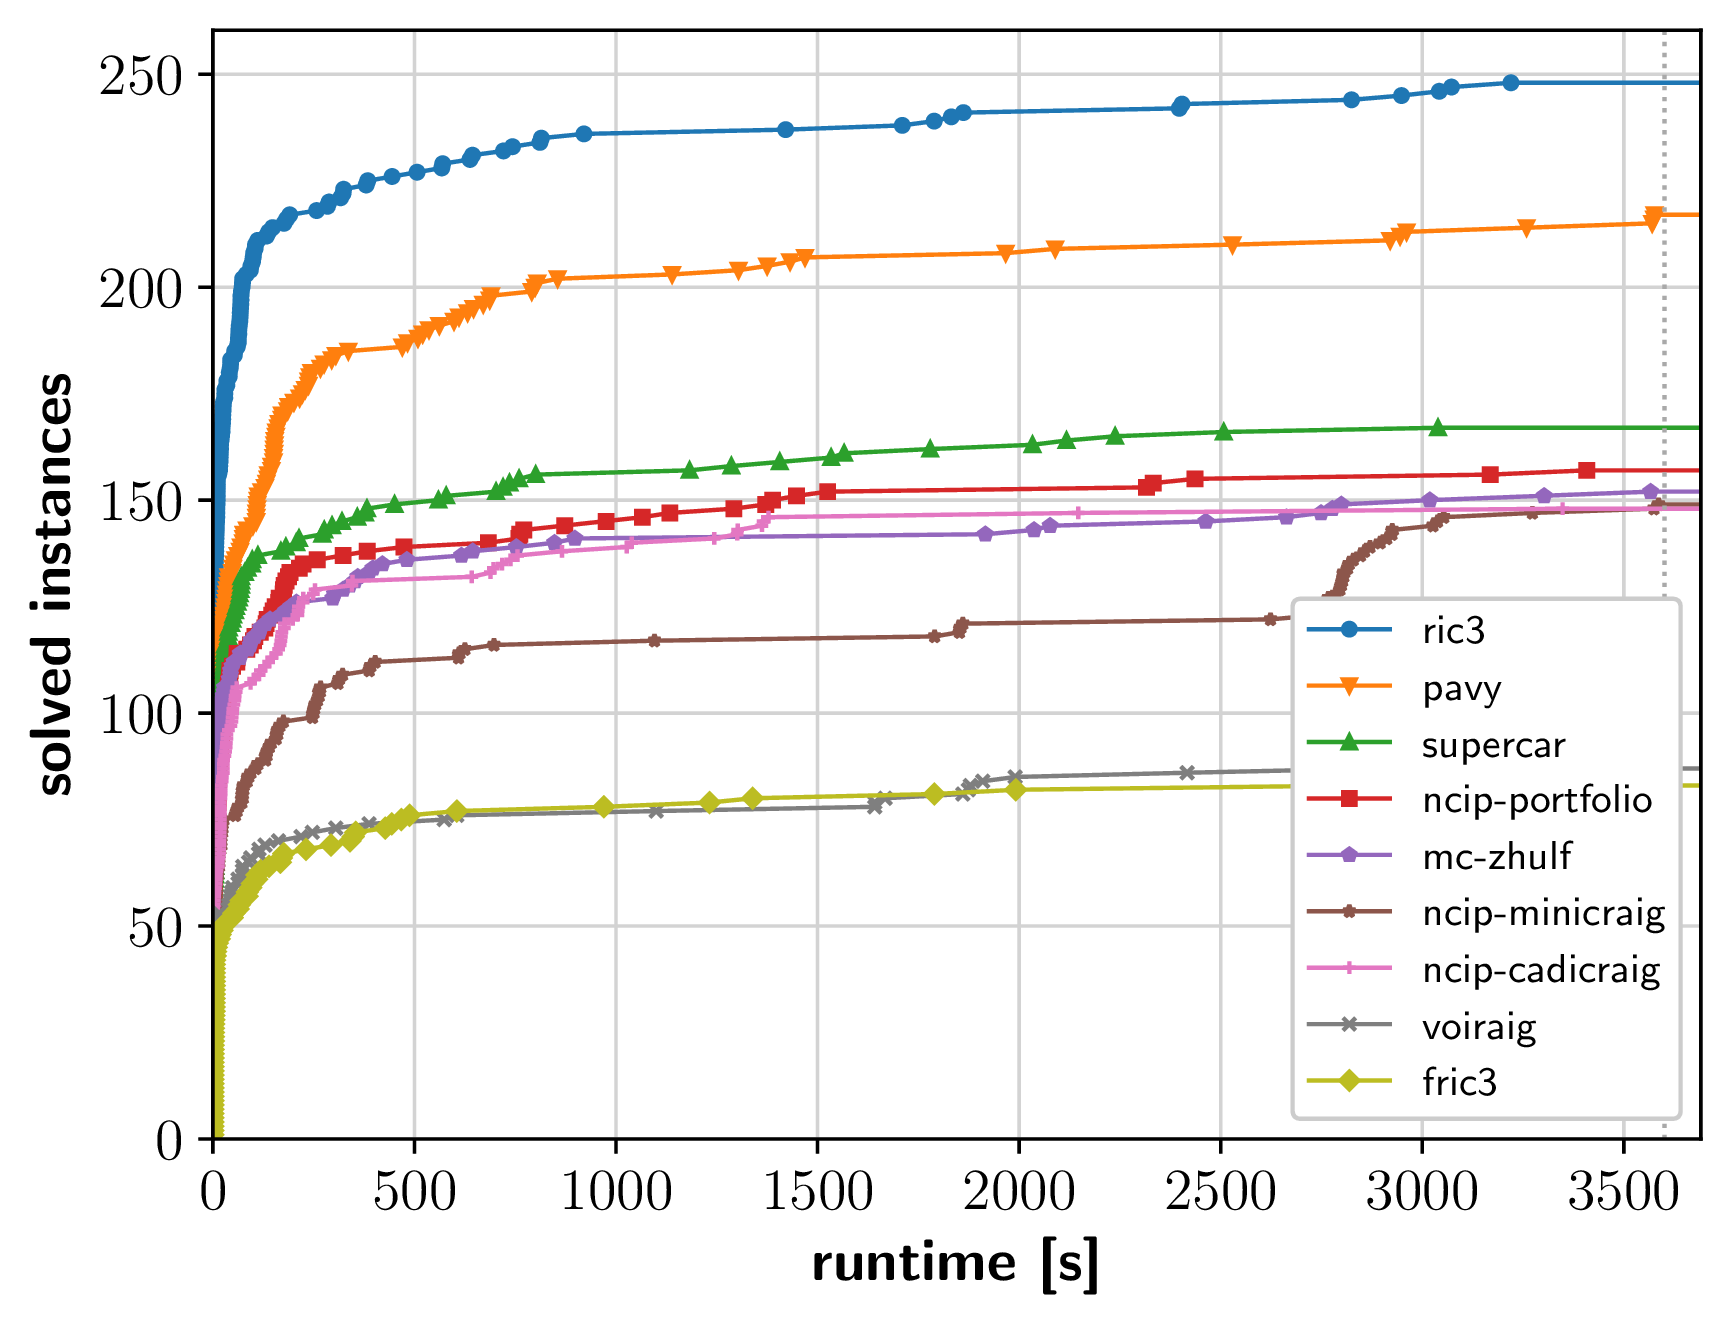 250
200
150
100
50
0
solved instances
ric3
pavy
supercar
ncip-portfolio
mc-zhulf
ncip-minicraig
ncip-cadicraig
voiraig
fric3
0 500 1000 1500 2000 2500 3000 3500
runtime [s]